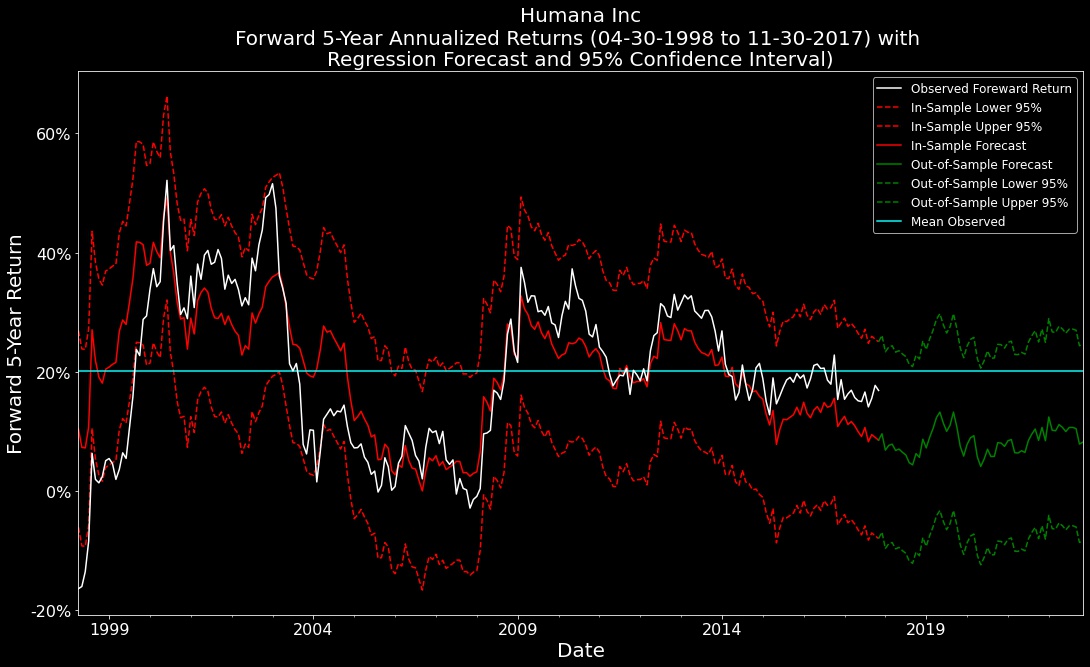 Humana Inc
Forward 5-Year Annualized Returns (04-30-1998 to 11-30-2017) with
Regression Forecast and 95% Confidence Interval)
Observed Foreward Return
In-Sample Lower 95%
In-Sample Upper 95%
In-Sample Forecast
Out-of-Sample Forecast
Out-of-Sample Lower 95%
Out-of-Sample Upper 95%
Mean Observed
Forward 5-Year Return
60%
40%
20%
0%
-20%
1999
2004
2009
2014
2019
Date